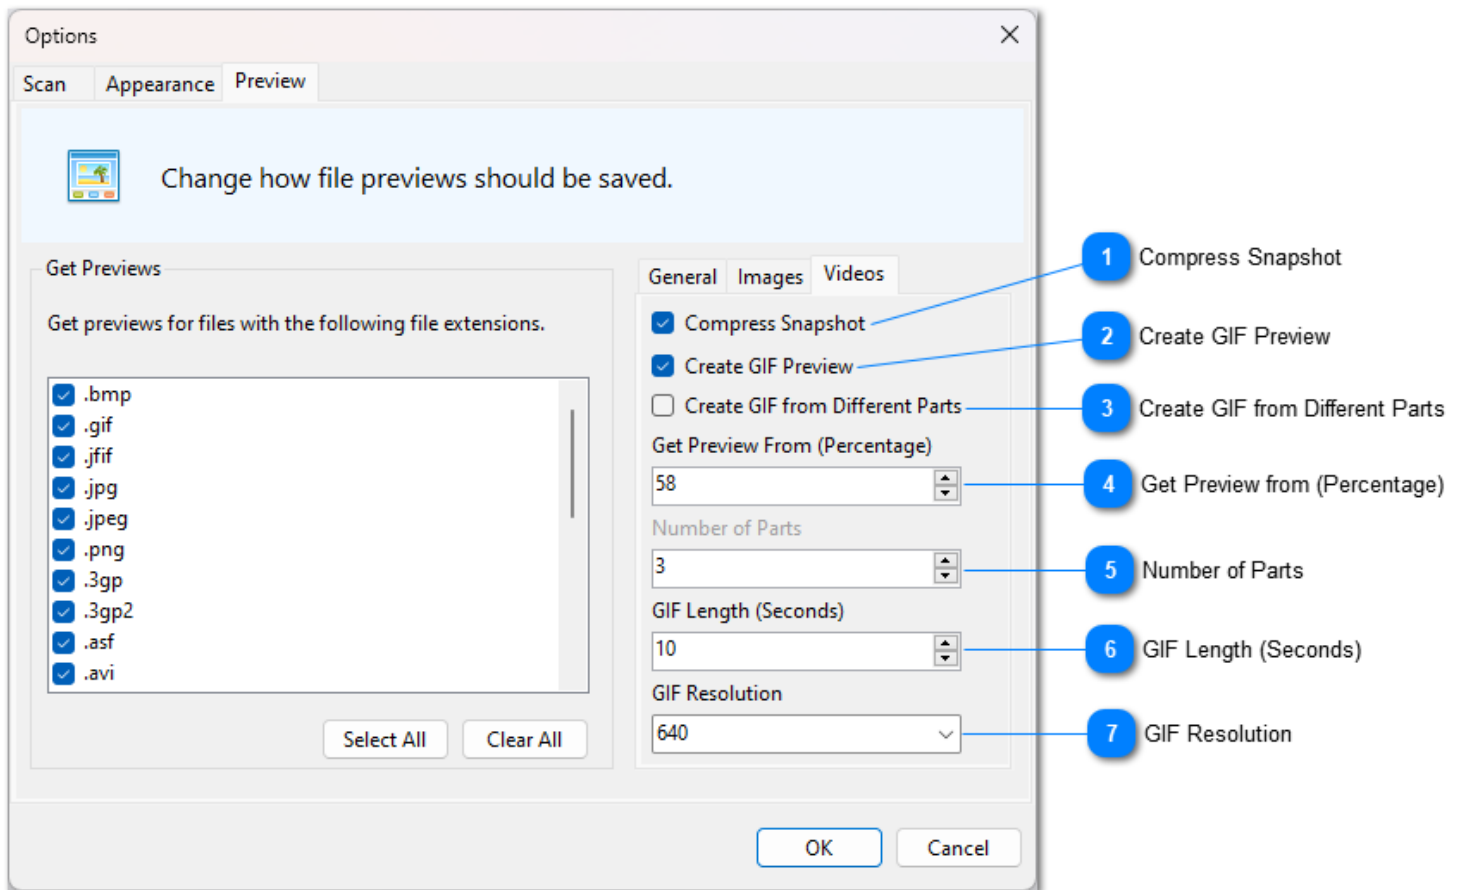 Options
Scan
Appearance
Preview
Change how file previews should be saved.
Get Previews
Get previews for files with the following file extensions.
.bmp
.gif
.jfif
.jpg
.jpeg
.png
.3gp
.3gp2
.asf
.avi
Select All
Clear All
General
Images
Videos
Compress Snapshot
Create GIF Preview
Create GIF from Different Parts
Get Preview From (Percentage)
58
Number of Parts
3
GIF Length (Seconds)
10
GIF Resolution
640
OK
Cancel
1 Compress Snapshot
2 Create GIF Preview
3 Create GIF from Different Parts
4 Get Preview from (Percentage)
5 Number of Parts
6 GIF Length (Seconds)
7 GIF Resolution